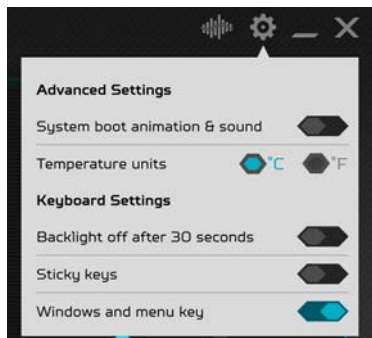 Advanced Settings
System boot animation & sound
Temperature units °C °F
Keyboard Settings
Backlight off after 30 seconds
Sticky keys
Windows and menu key